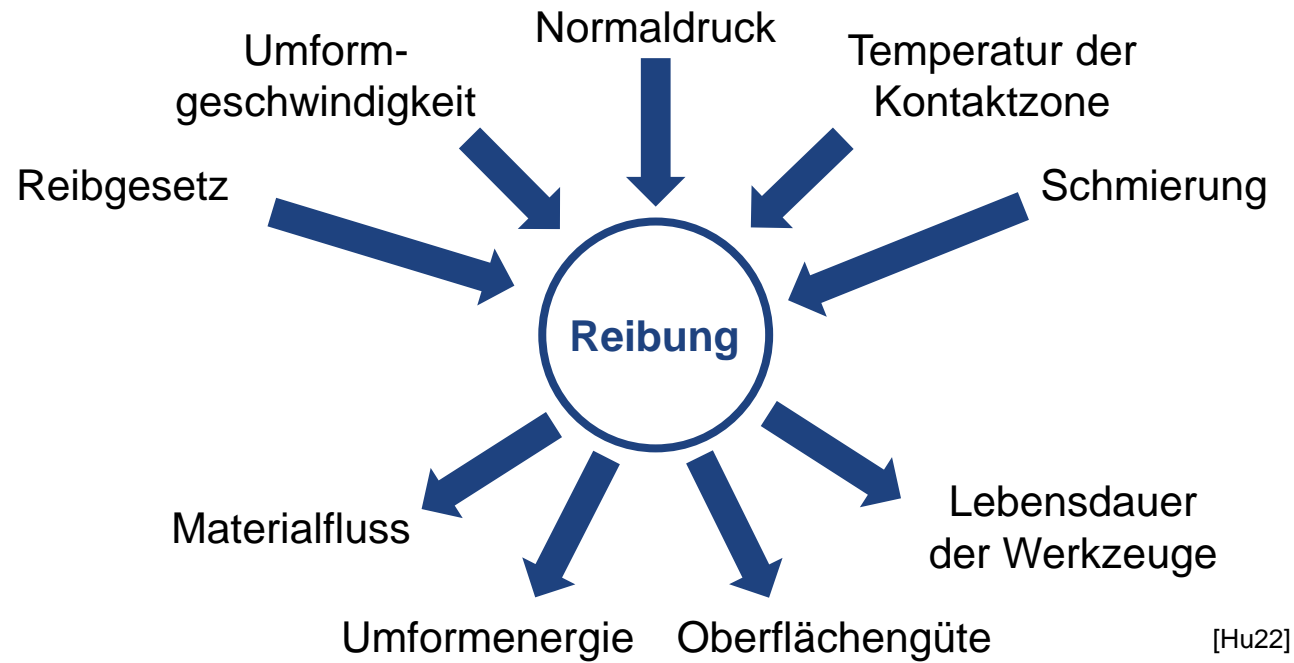 Normaldruck
Umform-
geschwindigkeit
Temperatur der
Kontaktzone
Reibgesetz
Schmierung
Reibung
Materialfluss
Lebensdauer
der Werkzeuge
Umformenergie
Oberflächengüte
[Hu22]